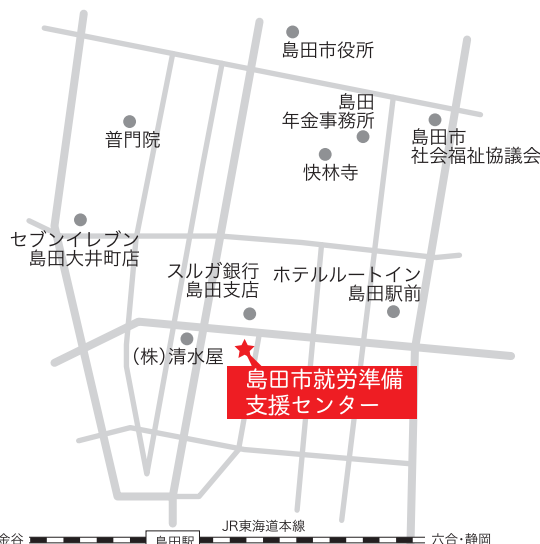 島田市役所
島田
年金事務所
島田市
社会福祉協議会
普門院
快林寺
セブンイレブン
島田大井町店
スルガ銀行
島田支店
ホテルルートイン
島田駅前
(株)清水屋
島田市就労準備
支援センター
JR東海道本線
金谷
島田駅
六合・静岡